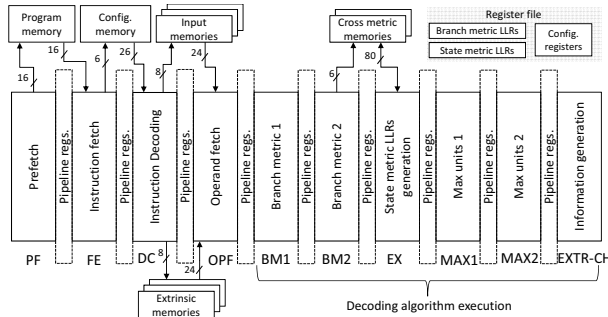 Program
memory
Config.
memory
Input
memories
Cross metric
memories
Register file
Branch metric LLRs
State metric LLRs
Config.
registers
16
16
6
26
8
24
6
80
Prefetch
Pipeline regs.
Instruction fetch
Pipeline regs.
Instruction Decoding
Pipeline regs.
Operand fetch
Pipeline regs.
Branch metric 1
Pipeline regs.
Branch metric 2
Pipeline regs.
State metric LLRs
generation
Pipeline regs.
Max units 1
Pipeline regs.
Max units 2
Pipeline regs.
Information generation
PF
FE
DC
OPF
BM1
BM2
EX
MAX1
MAX2
EXTR-CH
8
24
Extrinsic
memories
Decoding algorithm execution